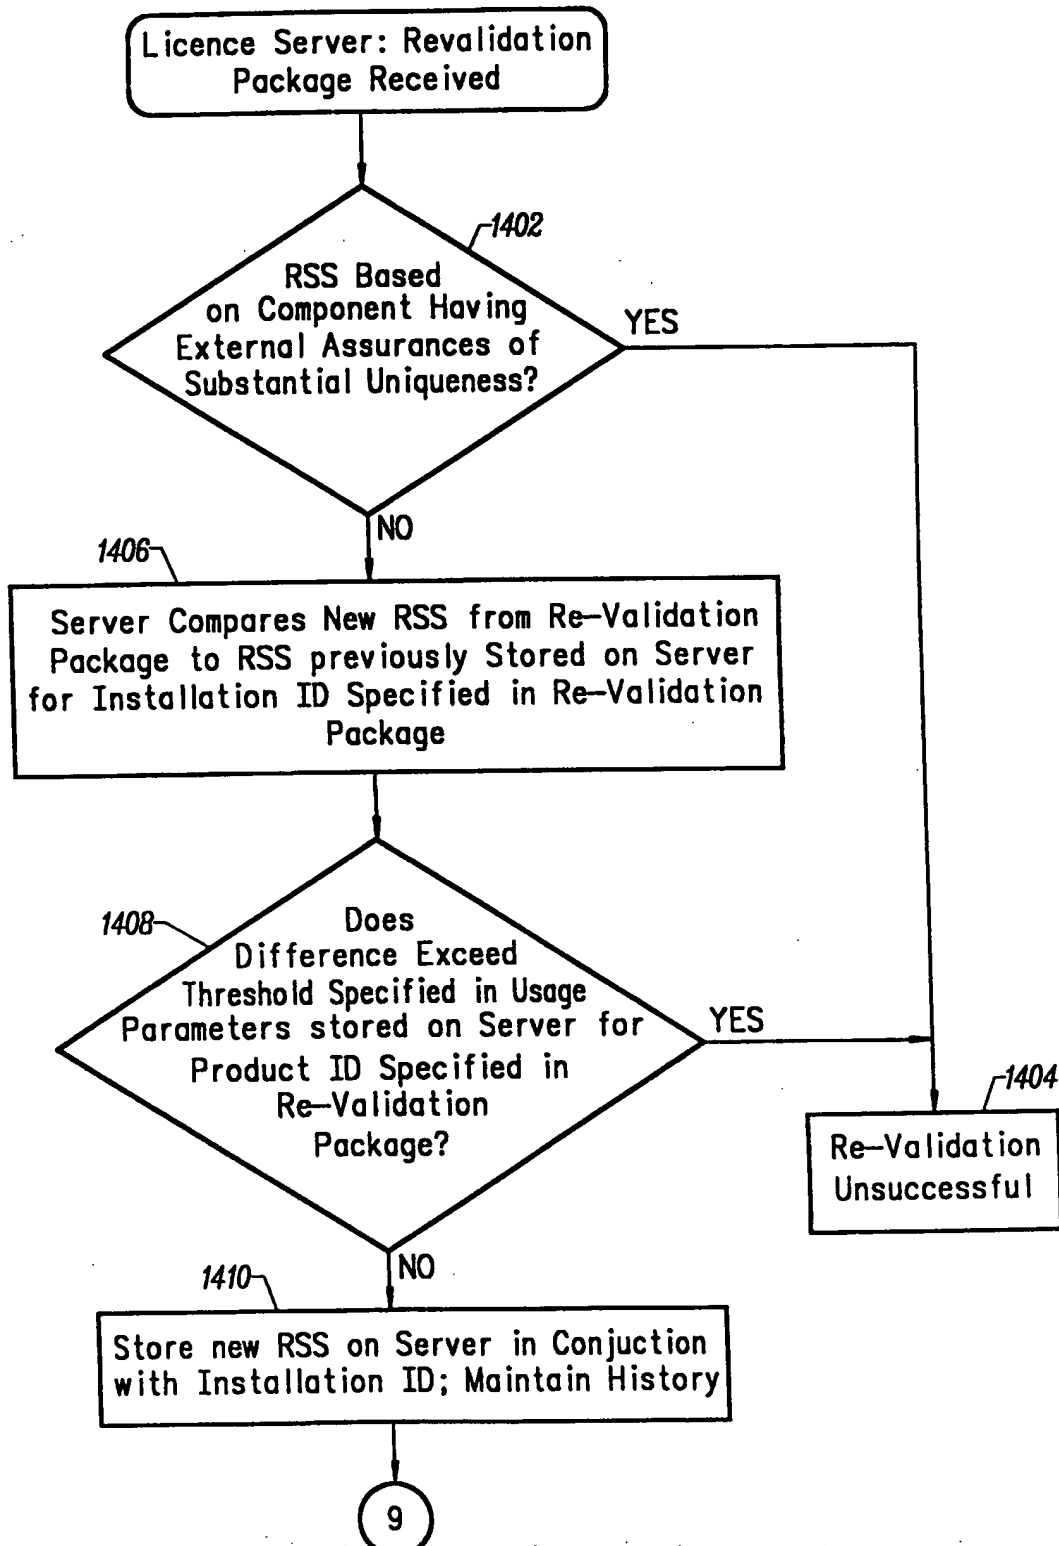 Licence Server: Revalidation
Package Received
1402
RSS Based
on Component Having
External Assurances of
Substantial Uniqueness?
YES
NO
1406
Server Compares New RSS from Re-Validation
Package to RSS previously Stored on Server
for Installation ID Specified in Re-Validation
Package
1408
Does
Difference Exceed
Threshold Specified in Usage
Parameters stored on Server for
Product ID Specified in
Re-Validation
Package?
YES
1404
Re-Validation
Unsuccessful
NO
1410
Store new RSS on Server in Conjuction
with Installation ID; Maintain History
9